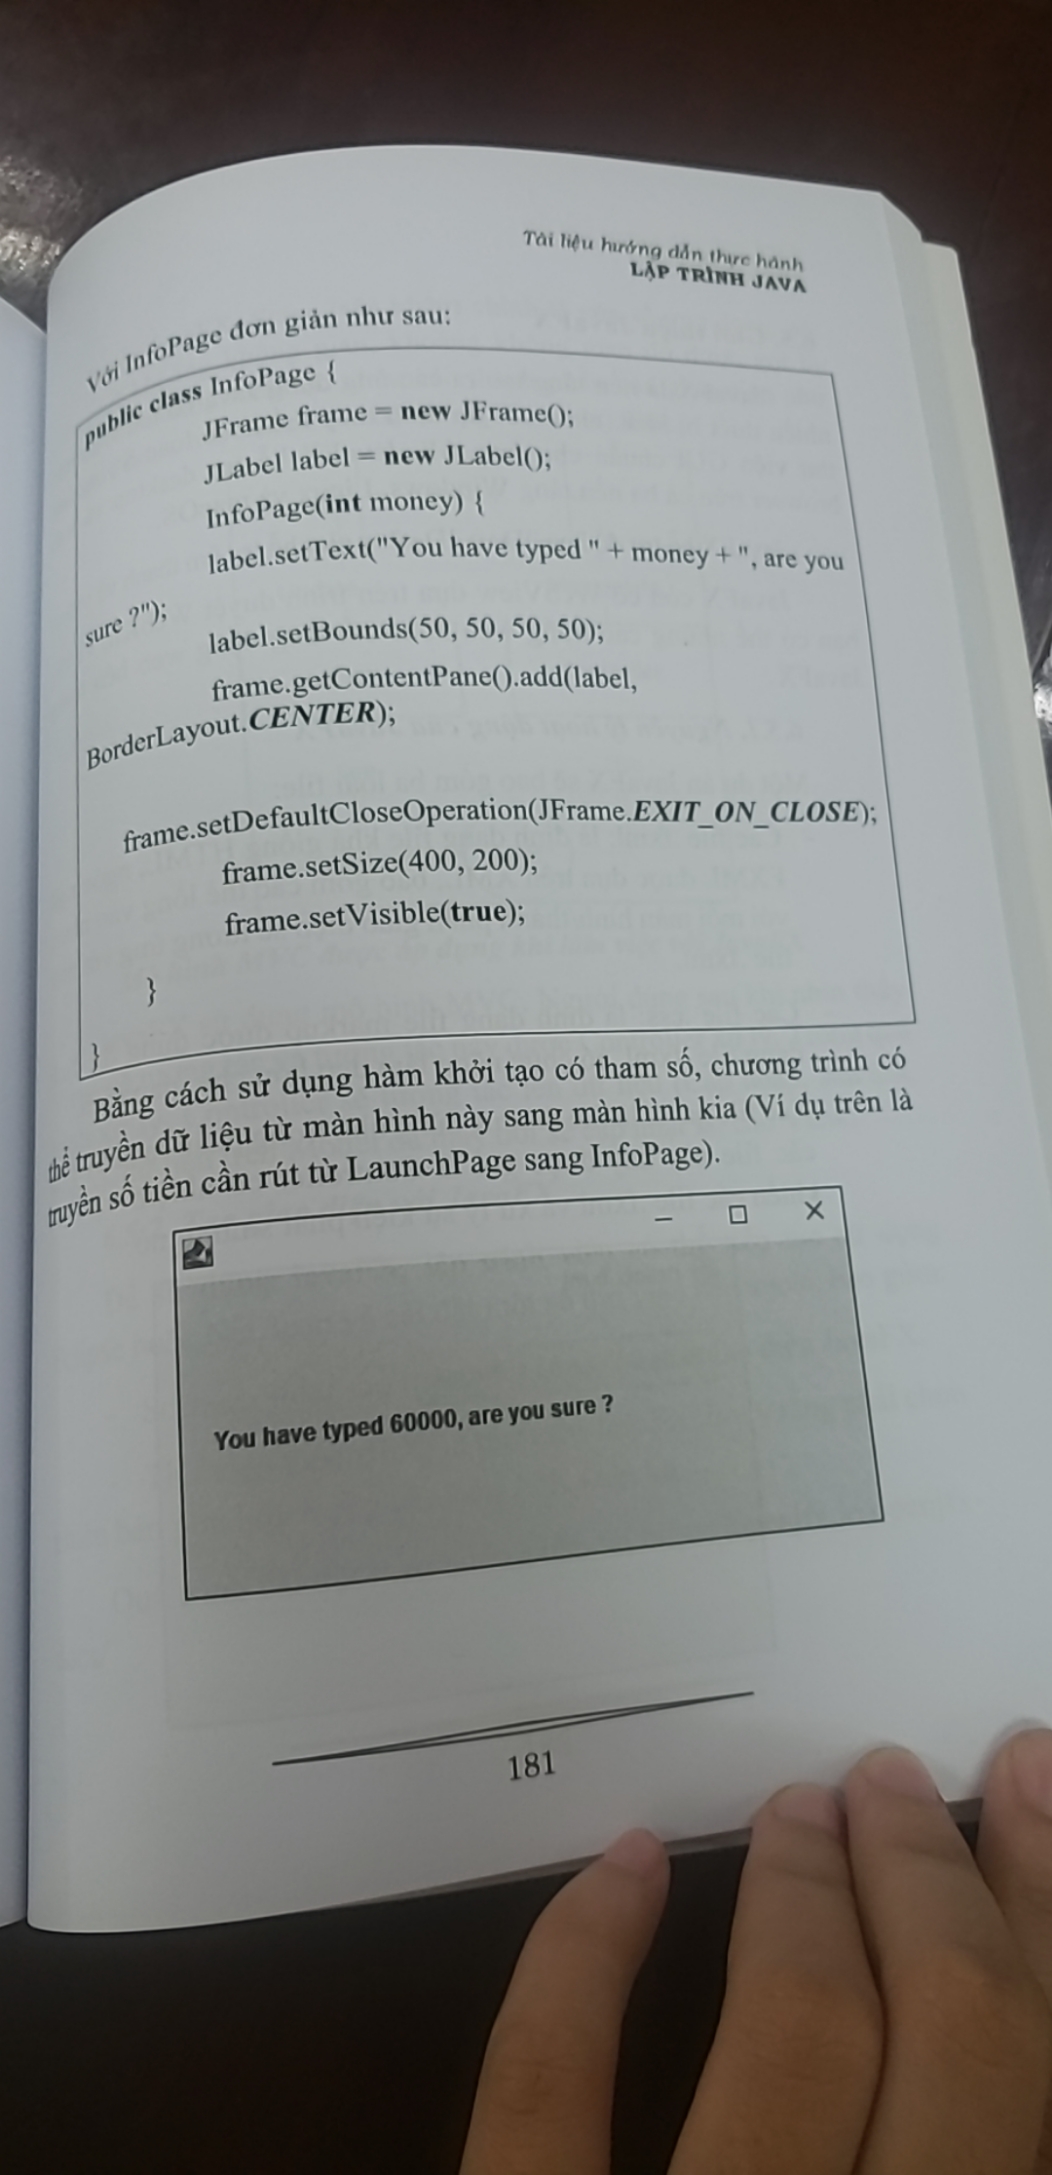 Tài liệu hướng dẫn thực hành
LẬP TRÌNH JAVA
Với InfoPage đơn giản như sau:
public class InfoPage {
JFrame frame = new JFrame();
JLabel label = new JLabel();
InfoPage(int money) {
label.setText("You have typed " + money + ", are you
sure ?");
label.setBounds(50, 50, 50, 50);
frame.getContentPane().add(label,
BorderLayout.CENTER);
frame.setDefaultCloseOperation(JFrame.EXIT_ON_CLOSE);
frame.setSize(400, 200);
frame.setVisible(true);
}
}
Bằng cách sử dụng hàm khởi tạo có tham số, chương trình có
thể truyền dữ liệu từ màn hình này sang màn hình kia (Ví dụ trên là
truyền số tiền cần rút từ LaunchPage sang InfoPage).
You have typed 60000, are you sure ?
181